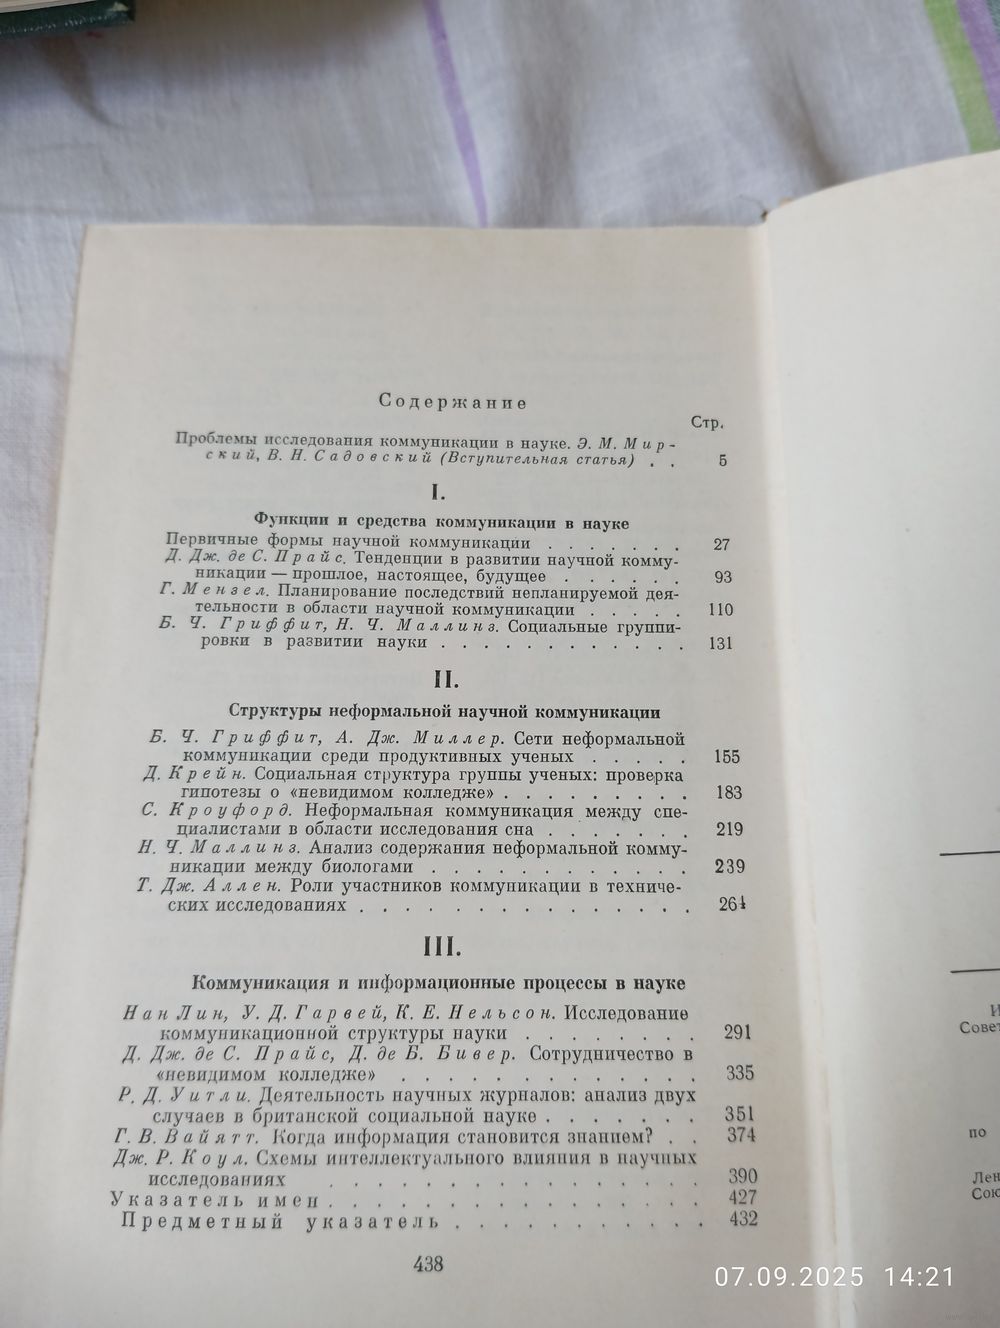 Содержание
Стр.
Проблемы исследования коммуникации в науке. Э. М. Мир-
ский, В. Н. Садовский (Вступительная статья) . . 5
I.
Функции и средства коммуникации в науке
Первичные формы научной коммуникации . . . . . . . 27
Д. Дж. де С. Прайс. Тенденции в развитии научной комму-
никации — прошлое, настоящее, будущее . . . . . . 93
Г. Мензел. Планирование последствий непланируемой дея-
тельности в области научной коммуникации . . . . . 110
Б. Ч. Гриффит, Н. Ч. Маллинз. Социальные группи-
ровки в развитии науки . . . . . . . . . . . . 131
II.
Структуры неформальной научной коммуникации
Б. Ч. Гриффит, А. Дж. Миллер. Сети неформальной
коммуникации среди продуктивных ученых . . . . . 155
Д. Крейн. Социальная структура группы ученых: проверка
гипотезы о «невидимом колледже» . . . . . . . . . 183
С. Кроуфорд. Неформальная коммуникация между спе-
циалистами в области исследования сна . . . . . . . 219
Н. Ч. Маллинз. Анализ содержания неформальной комму-
никации между биологами . . . . . . . . . . . . 239
Т. Дж. Аллен. Роли участников коммуникации в техниче-
ских исследованиях . . . . . . . . . . . . . . 264
III.
Коммуникация и информационные процессы в науке
Нан Лин, У. Д. Гарвей, К. Е. Нельсон. Исследование
коммуникационной структуры науки . . . . . . . . 291
Д. Дж. де С. Прайс, Д. де Б. Бивер. Сотрудничество в
«невидимом колледже» . . . . . . . . . . . . . 335
Р. Д. Уитли. Деятельность научных журналов: анализ двух
случаев в британской социальной науке . . . . . . . 351
Г. В. Вайятт. Когда информация становится знанием? . . 374
Дж. Р. Коул. Схемы интеллектуального влияния в научных
исследованиях . . . . . . . . . . . . . . . . 390
Указатель имен . . . . . . . . . . . . . . . . 427
Предметный указатель . . . . . . . . . . . 432
438
И
Совет
по
Лен
Сою
07.09.2025 14:21